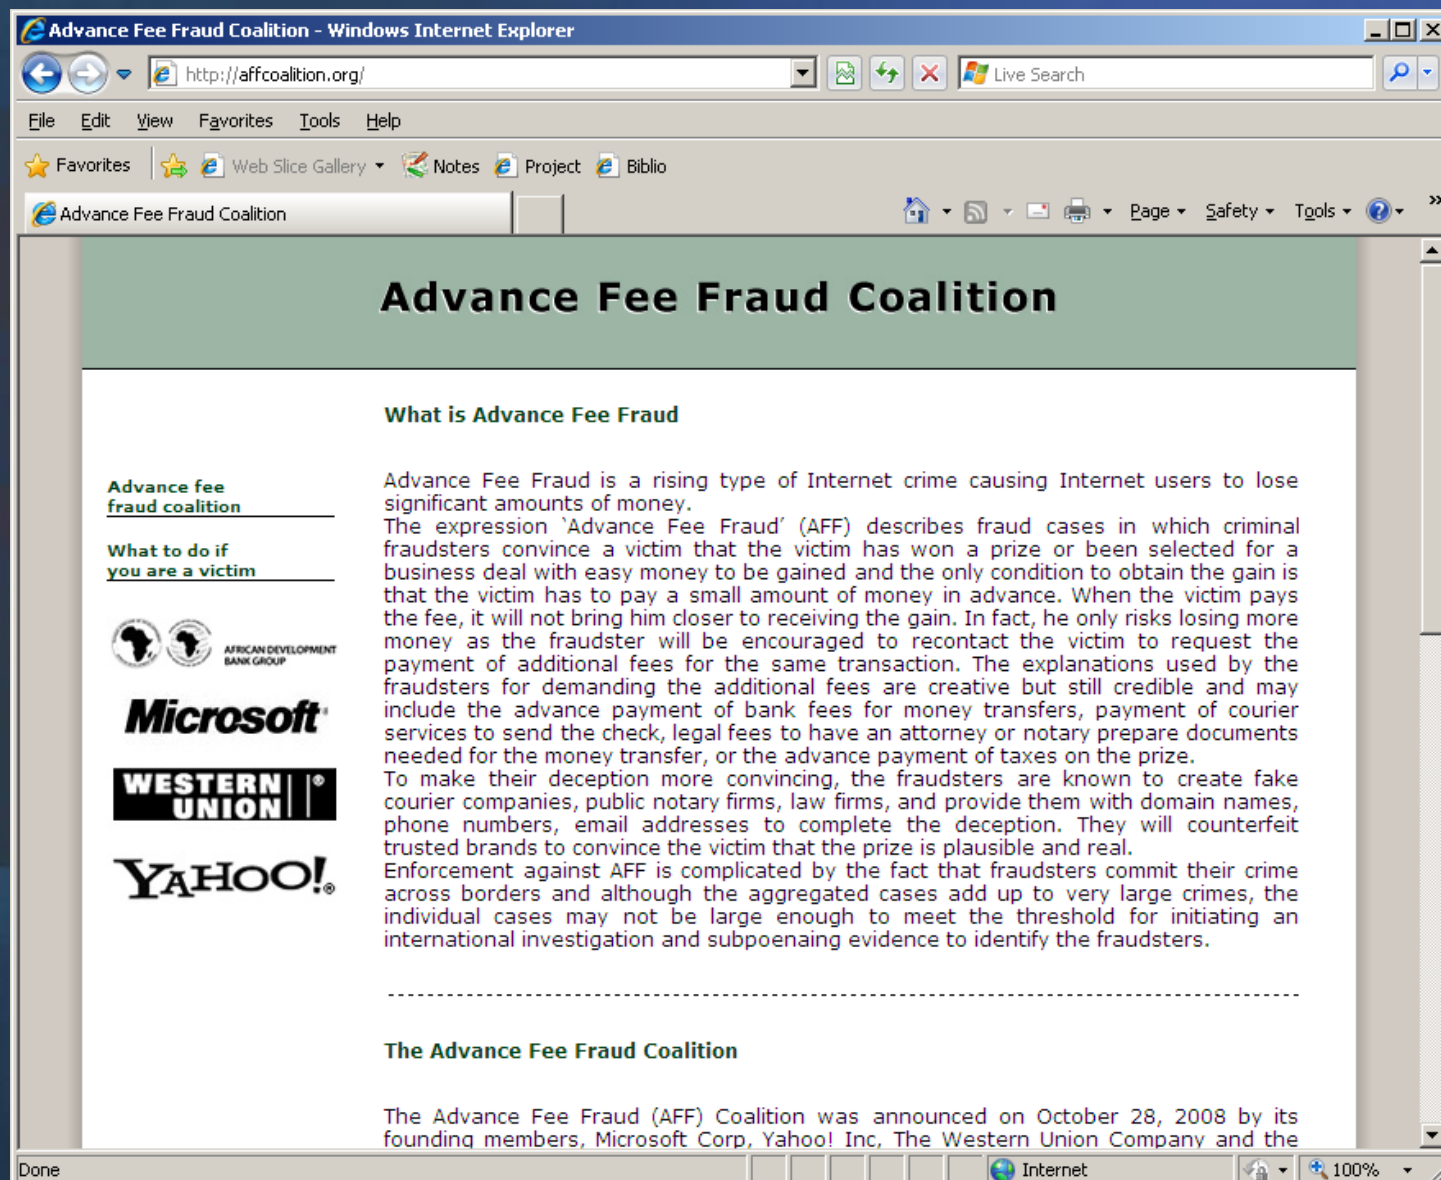 Advance Fee Fraud Coalition - Windows Internet Explorer
http://affcoalition.org/
Live Search
File Edit View Favorites Tools Help
Favorites Web Slice Gallery Notes Project Biblio
Advance Fee Fraud Coalition
Page Safety Tools »
Advance Fee Fraud Coalition
What is Advance Fee Fraud
Advance fee
fraud coalition
What to do if
you are a victim
AFRICAN DEVELOPMENT
BANK GROUP
Microsoft
WESTERN
UNION
YAHOO!
Advance Fee Fraud is a rising type of Internet crime causing Internet users to lose
significant amounts of money.
The expression `Advance Fee Fraud´ (AFF) describes fraud cases in which criminal
fraudsters convince a victim that the victim has won a prize or been selected for a
business deal with easy money to be gained and the only condition to obtain the gain is
that the victim has to pay a small amount of money in advance. When the victim pays
the fee, it will not bring him closer to receiving the gain. In fact, he only risks losing more
money as the fraudster will be encouraged to recontact the victim to request the
payment of additional fees for the same transaction. The explanations used by the
fraudsters for demanding the additional fees are creative but still credible and may
include the advance payment of bank fees for money transfers, payment of courier
services to send the check, legal fees to have an attorney or notary prepare documents
needed for the money transfer, or the advance payment of taxes on the prize.
To make their deception more convincing, the fraudsters are known to create fake
courier companies, public notary firms, law firms, and provide them with domain names,
phone numbers, email addresses to complete the deception. They will counterfeit
trusted brands to convince the victim that the prize is plausible and real.
Enforcement against AFF is complicated by the fact that fraudsters commit their crime
across borders and although the aggregated cases add up to very large crimes, the
individual cases may not be large enough to meet the threshold for initiating an
international investigation and subpoenaing evidence to identify the fraudsters.
The Advance Fee Fraud Coalition
The Advance Fee Fraud (AFF) Coalition was announced on October 28, 2008 by its
founding members, Microsoft Corp, Yahoo! Inc, The Western Union Company and the
Done
Internet
100%